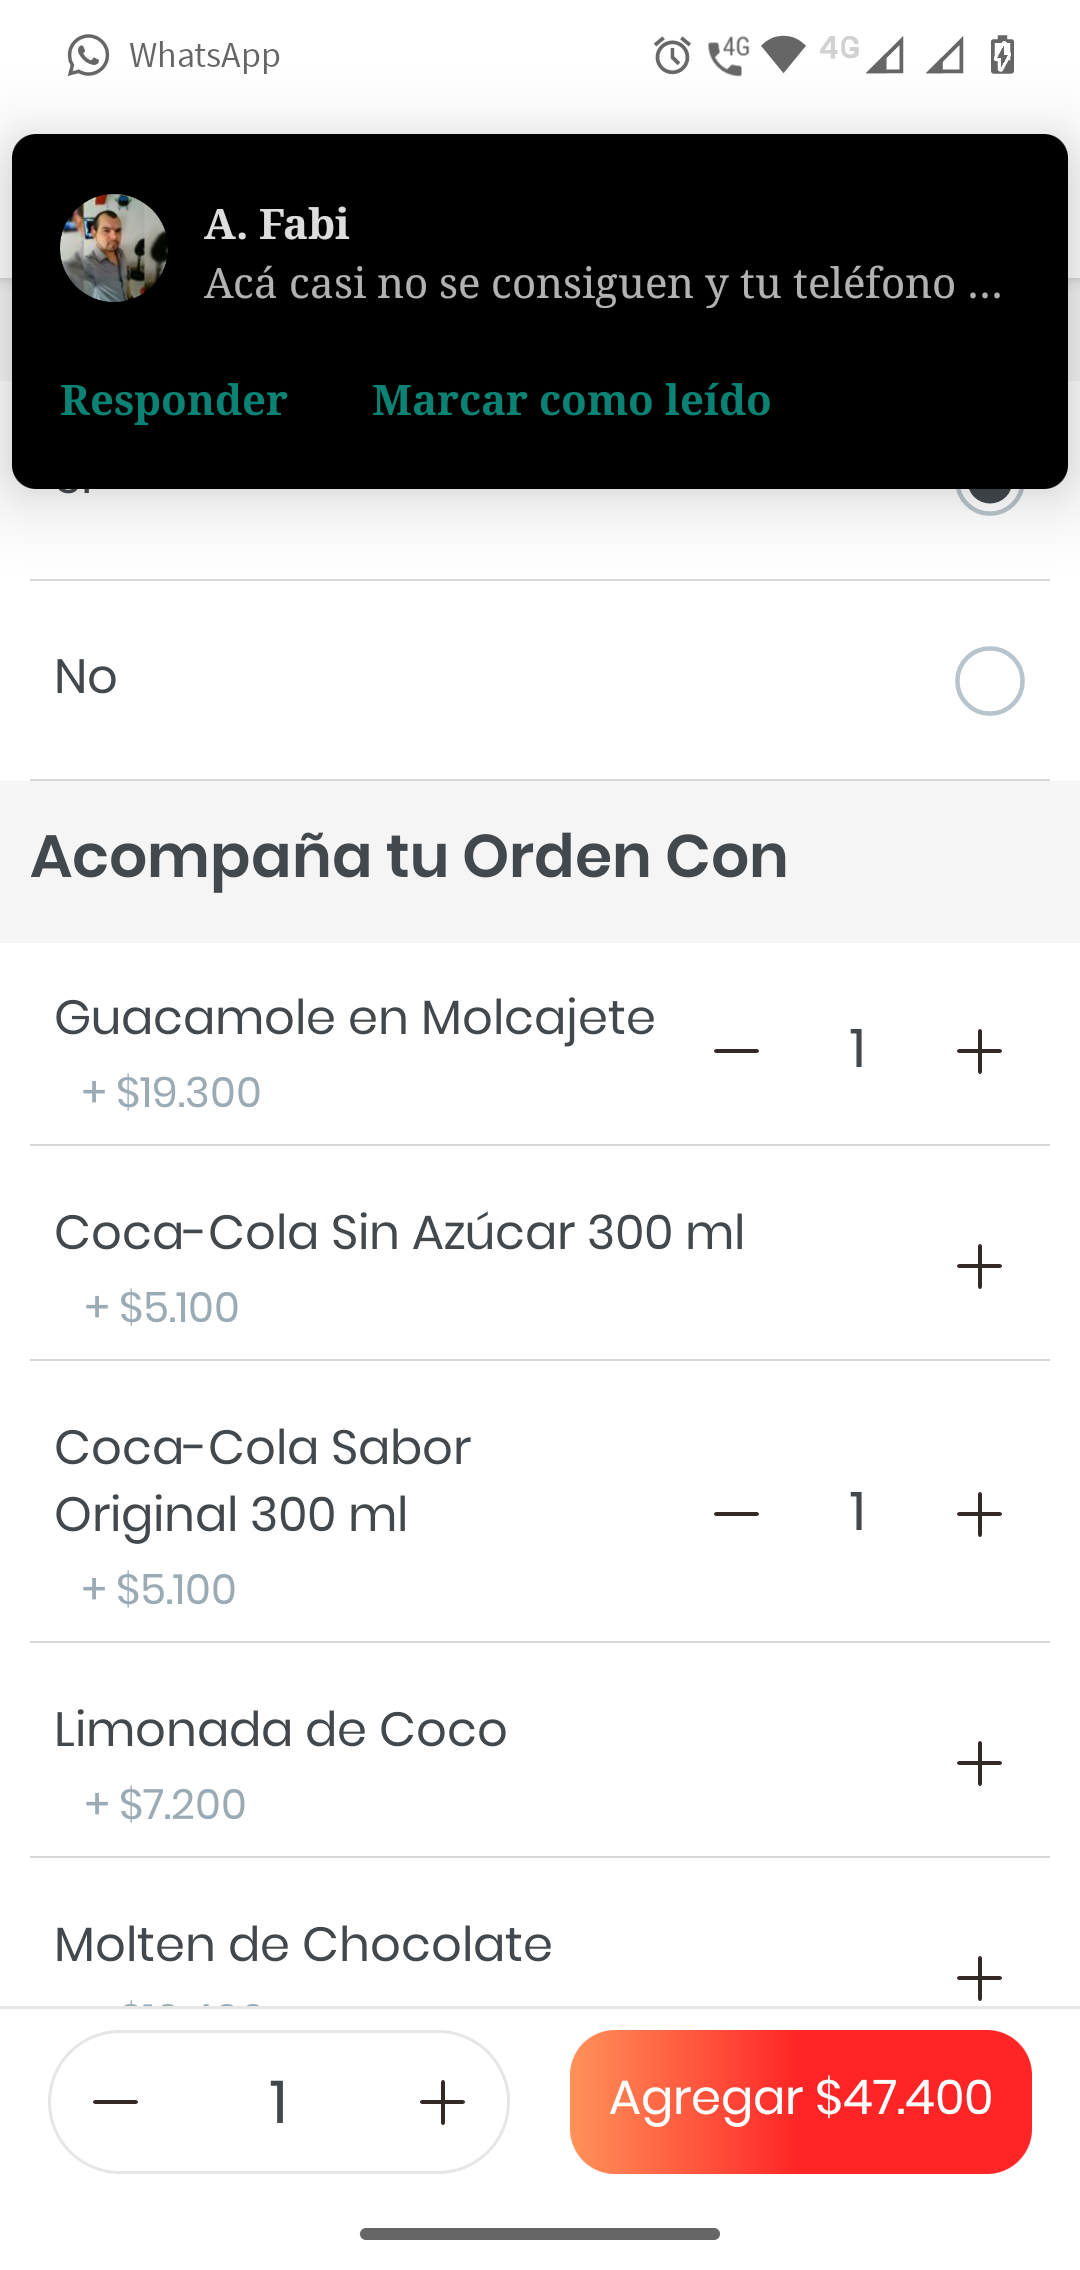 WhatsApp
4G
4G
A. Fabi
Acá casi no se consiguen y tu teléfono ...
Responder
Marcar como leído
No
Acompaña tu Orden Con
Guacamole en Molcajete
1
+ $19.300
Coca-Cola Sin Azúcar 300 ml
+ $5.100
Coca-Cola Sabor
Original 300 ml
1
+ $5.100
Limonada de Coco
+ $7.200
Molten de Chocolate
1
Agregar $47.400